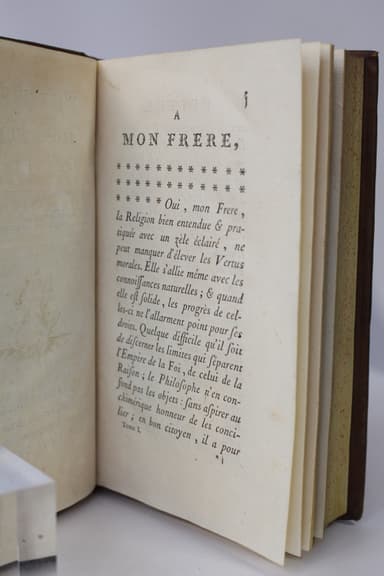 5
A
MON FRERE,
* * * * * * * * * * * *
* * * * * * * * * * * *
* * * * * Oui, mon Frere,
la Religion bien entendue & pra-
tiquée avec un zèle éclairé, ne
peut manquer d'élever les Vertus
morales. Elle s'allie même avec les
connoissances naturelles; & quand
elle est solide, les progrès de cel-
les-ci ne l'allarment point pour ses
droits. Quelque difficile qu'il soit
de discerner les limites qui séparent
l'Empire de la Foi, de celui de la
Raison; le Philosophe n'en con-
fond pas les objets: sans aspirer au
chimérique honneur de les conci-
lier; en bon citoyen, il a pour
Tome I.